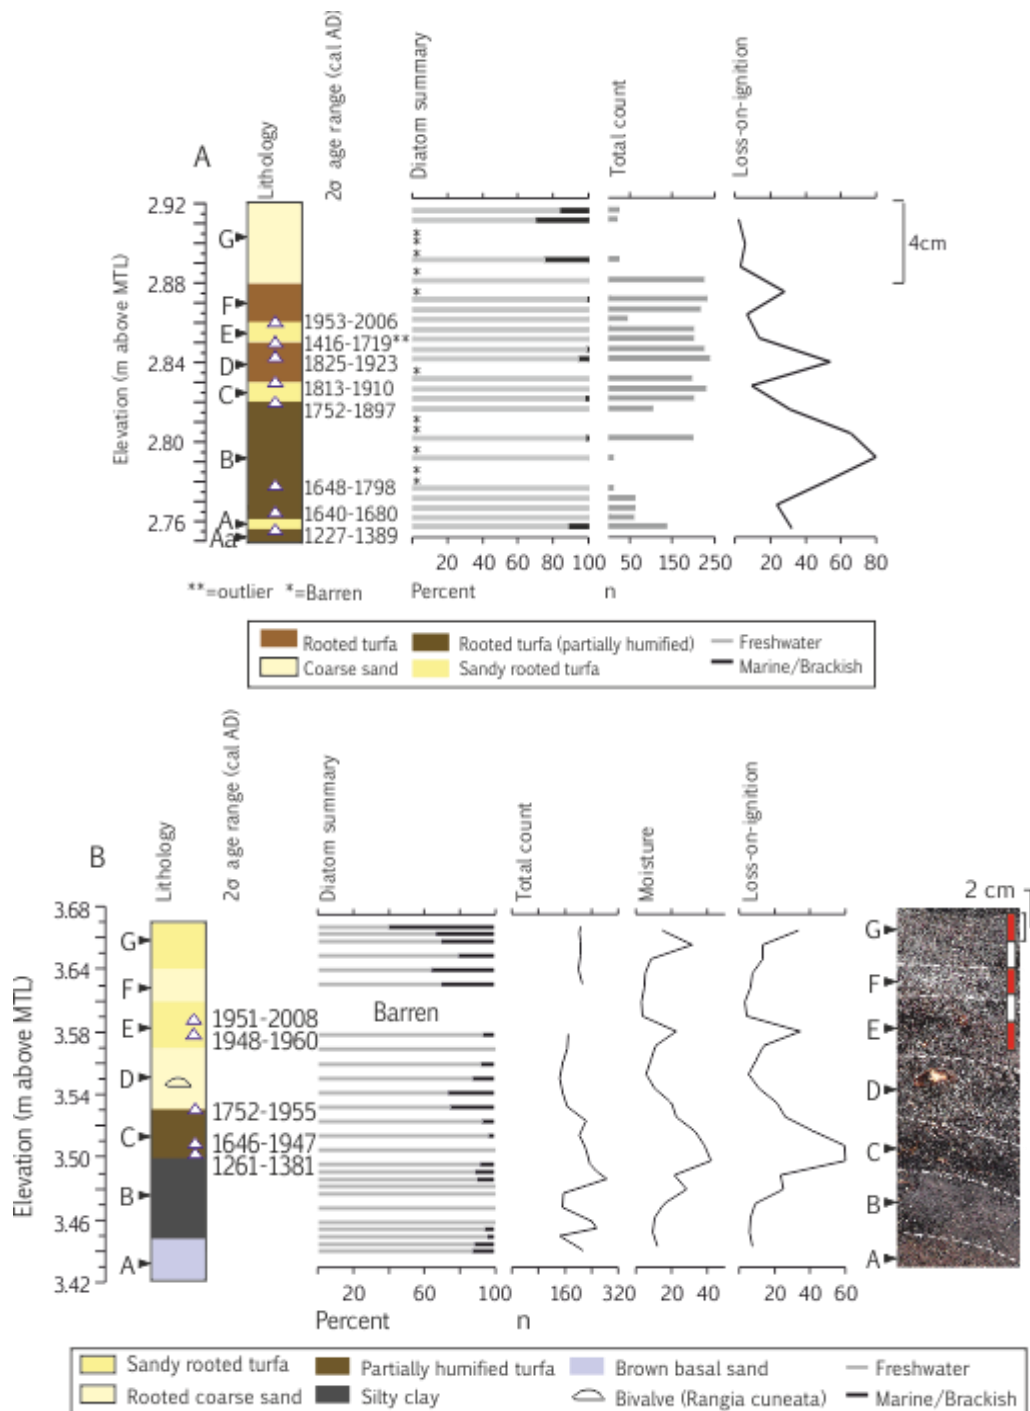 A
Lithology
2σ age range (cal AD)
Diatom summary
Total count
Loss-on-ignition
Elevation (m above MTL)
2.92
2.88
2.84
2.80
2.76
G
F
E
D
C
B
A
Aa
1953-2006
1416-1719**
1825-1923
1813-1910
1752-1897
1648-1798
1640-1680
1227-1389
*
*
*
*
*
*
*
*
*
*
*
4cm
0 20 40 60 80 100
50 150 250
20 40 60 80
**=outlier *=Barren
Percent
n
Rooted turfa
Rooted turfa (partially humified)
Freshwater
Coarse sand
Sandy rooted turfa
Marine/Brackish
B
Lithology
2σ age range (cal AD)
Diatom summary
Total count
Moisture
Loss-on-ignition
2 cm
Elevation (m above MTL)
3.68
3.64
3.58
3.54
3.50
3.46
3.42
G
F
E
D
C
B
A
1951-2008
1948-1960
1752-1955
1646-1947
1261-1381
Barren
G
F
E
D
C
B
A
0 20 60 100
0 160 320
0 20 40
0 20 40 60
Percent
n
Sandy rooted turfa
Partially humified turfa
Brown basal sand
Freshwater
Rooted coarse sand
Silty clay
Bivalve (Rangia cuneata)
Marine/Brackish